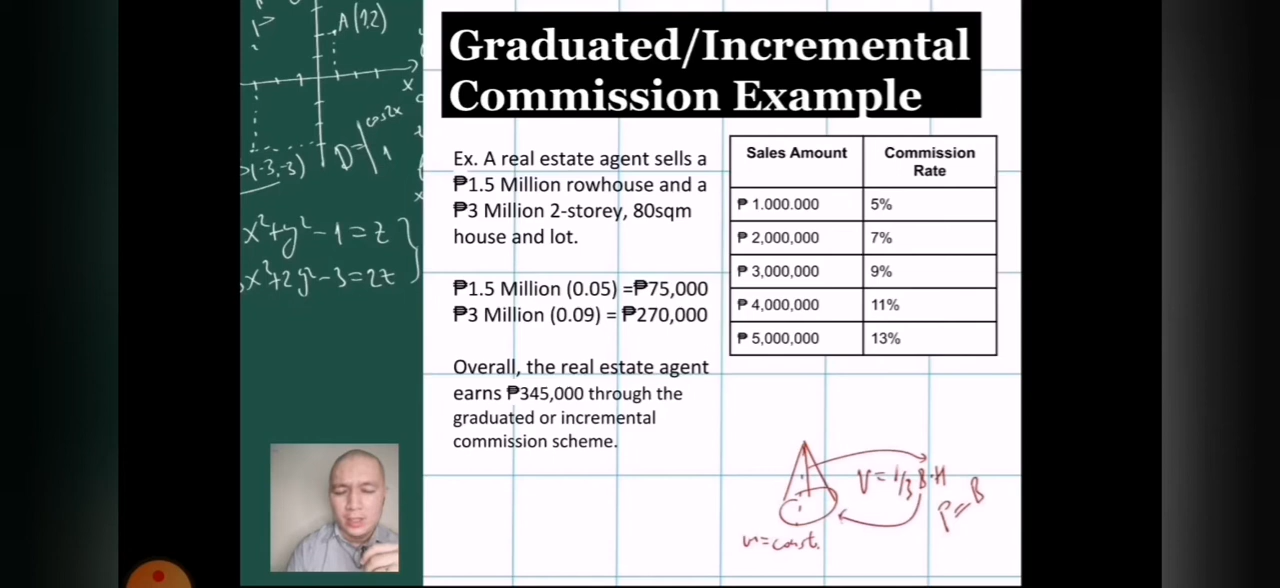 A(1,2)
x
(-3,-3)
D=
cos2x
1
x²+y²-1=z
x²+2y²-3=2z
Graduated/Incremental
Commission Example
Ex. A real estate agent sells a
₱1.5 Million rowhouse and a
₱3 Million 2-storey, 80sqm
house and lot.
₱1.5 Million (0.05) =₱75,000
₱3 Million (0.09) = ₱270,000
Overall, the real estate agent
earns ₱345,000 through the
graduated or incremental
commission scheme.
Sales Amount Commission Rate
₱ 1.000.000 5%
₱ 2,000,000 7%
₱ 3,000,000 9%
₱ 4,000,000 11%
₱ 5,000,000 13%
V=1/3 B·H